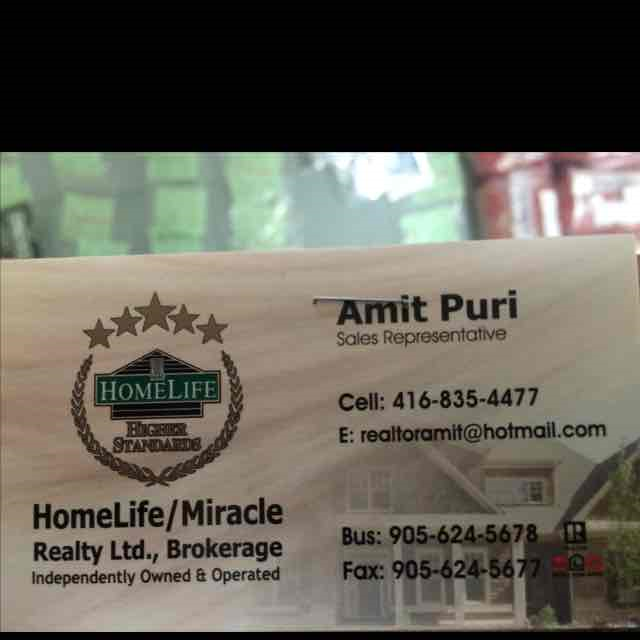 Amit Puri
Sales Representative
HOMELIFE
HIGHER
STANDARDS
Cell: 416-835-4477
E: realtoramit@hotmail.com
HomeLife/Miracle
Realty Ltd., Brokerage
Independently Owned & Operated
Bus: 905-624-5678
Fax: 905-624-5677